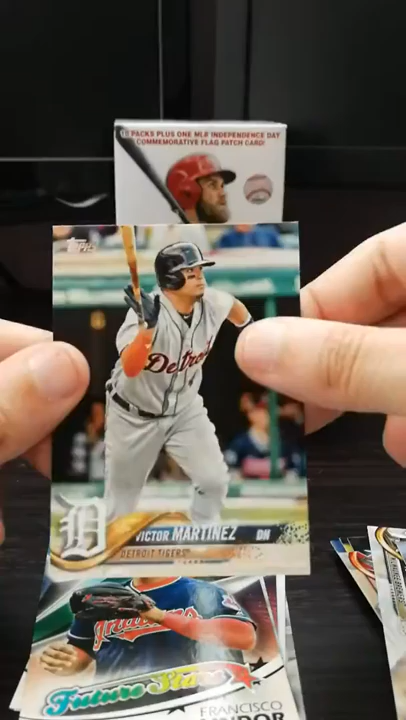 PACKS PLUS ONE MLB INDEPENDENCE DAY
COMMEMORATIVE FLAG PATCH CARD!
TOPPS
Detroit
VICTOR MARTINEZ DH
DETROIT TIGERS
Indians
Future Stars
FRANCISCO